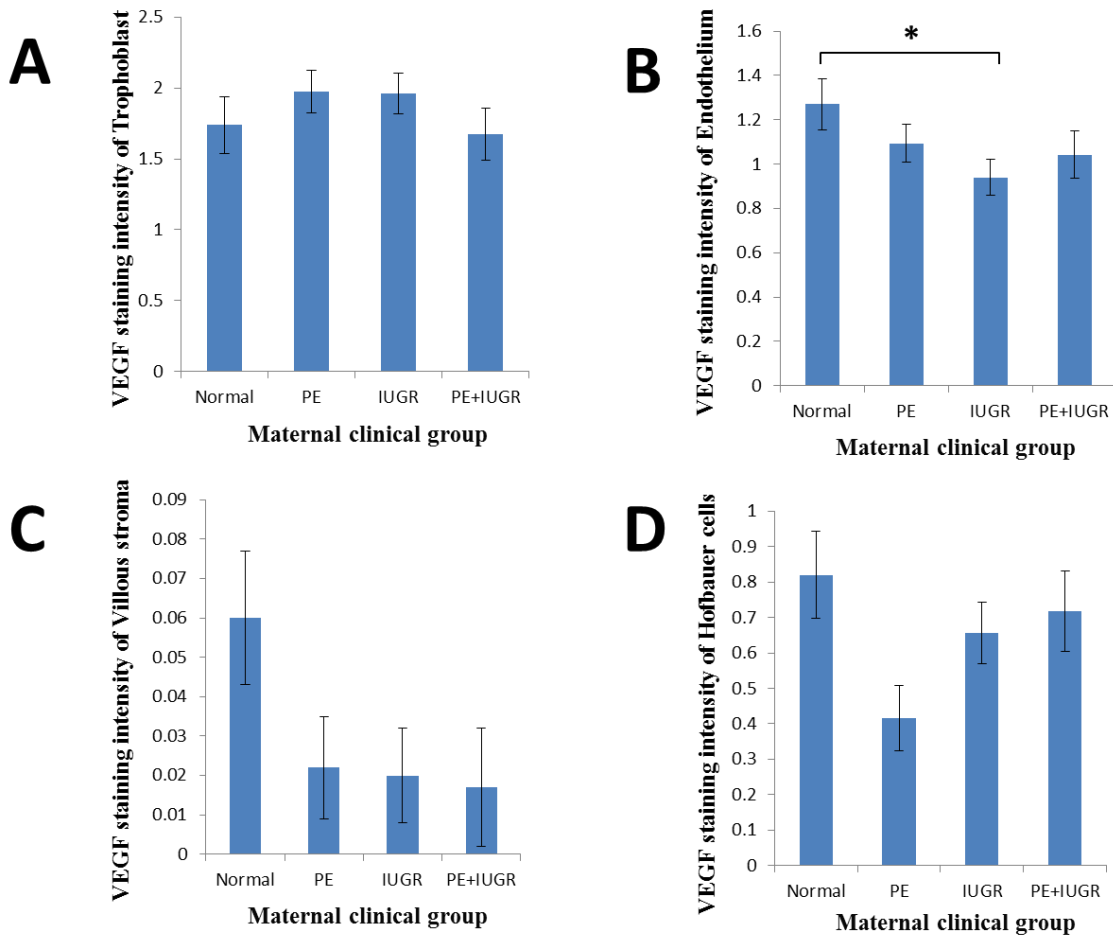 A
VEGF staining intensity of Trophoblast
2.5
2
1.5
1
0.5
0
Normal PE IUGR PE+IUGR
Maternal clinical group
B
VEGF staining intensity of Endothelium
1.6
1.4
1.2
1
0.8
0.6
0.4
0.2
0
*
Normal PE IUGR PE+IUGR
Maternal clinical group
C
VEGF staining intensity of Villous stroma
0.09
0.08
0.07
0.06
0.05
0.04
0.03
0.02
0.01
0
Normal PE IUGR PE+IUGR
Maternal clinical group
D
VEGF staining intensity of Hofbauer cells
1
0.9
0.8
0.7
0.6
0.5
0.4
0.3
0.2
0.1
0
Normal PE IUGR PE+IUGR
Maternal clinical group